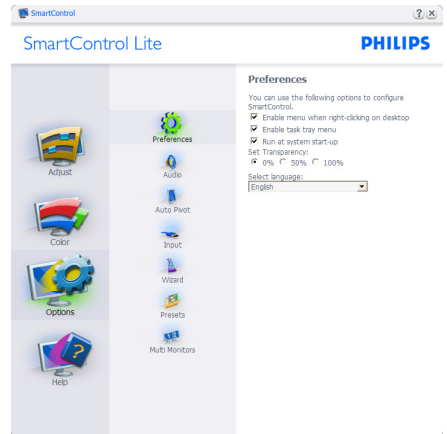 SmartControl
? ×
SmartControl Lite
PHILIPS
Adjust
Color
Options
?
Help
Preferences
Audio
Auto Pivot
Input
Wizard
Presets
Multi Monitors
Preferences
You can use the following options to configure
SmartControl.
Enable menu when right-clicking on desktop
Enable task tray menu
Run at system start-up
Set Transparency:
0% 50% 100%
Select language:
English